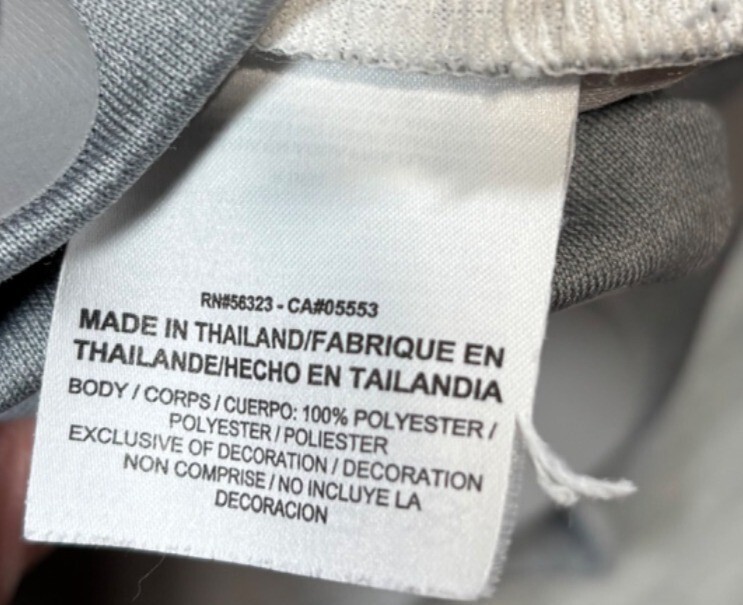 RN#56323 - CA#05553
MADE IN THAILAND/FABRIQUE EN
THAILANDE/HECHO EN TAILANDIA
BODY / CORPS / CUERPO: 100% POLYESTER /
POLYESTER / POLIESTER
EXCLUSIVE OF DECORATION / DECORATION
NON COMPRISE / NO INCLUYE LA
DECORACION